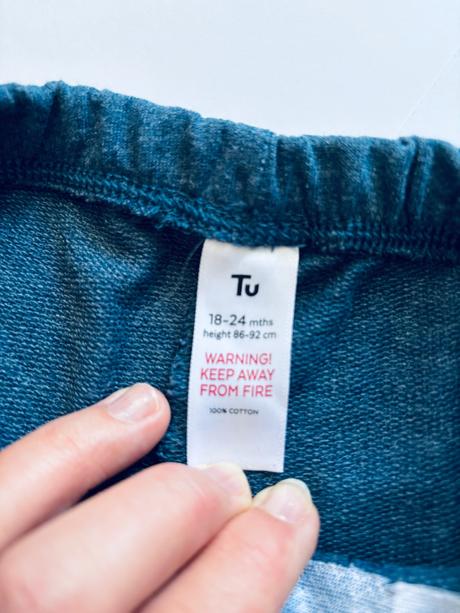 Tu
18-24 mths
height 86-92 cm
WARNING!
KEEP AWAY
FROM FIRE
100% COTTON